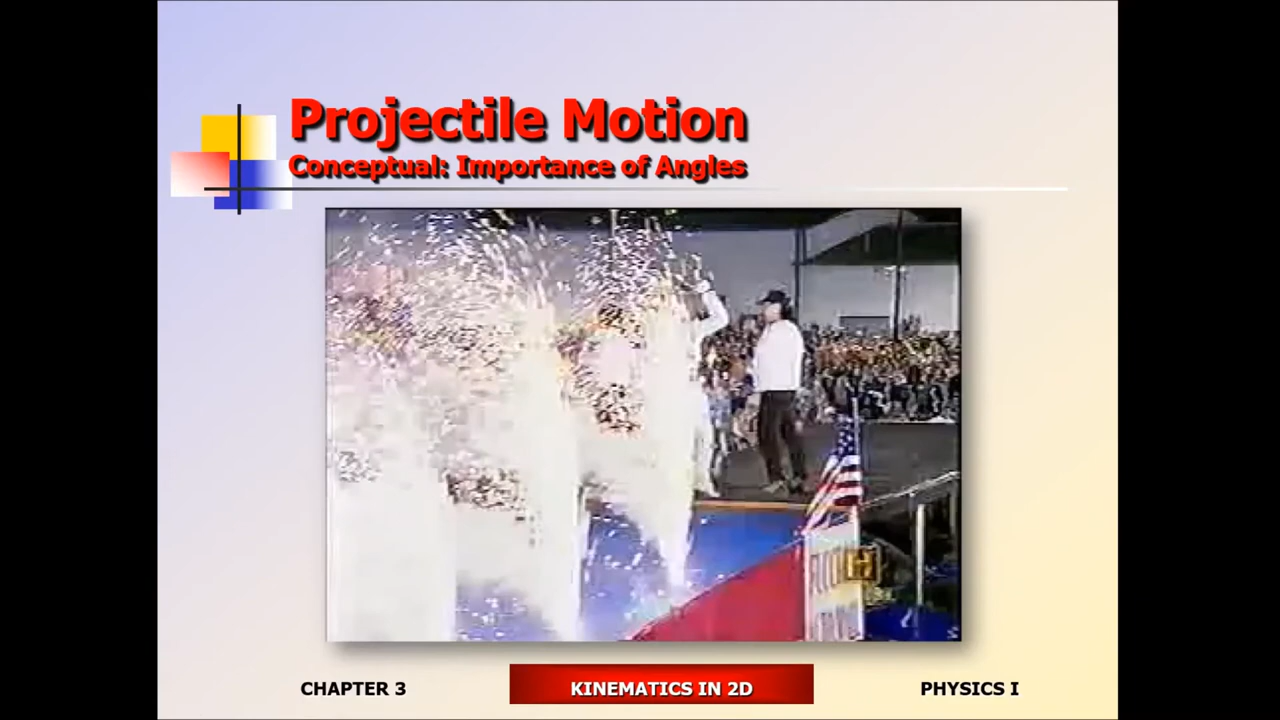 Projectile Motion
Conceptual: Importance of Angles
H
CHAPTER 3
KINEMATICS IN 2D
PHYSICS I